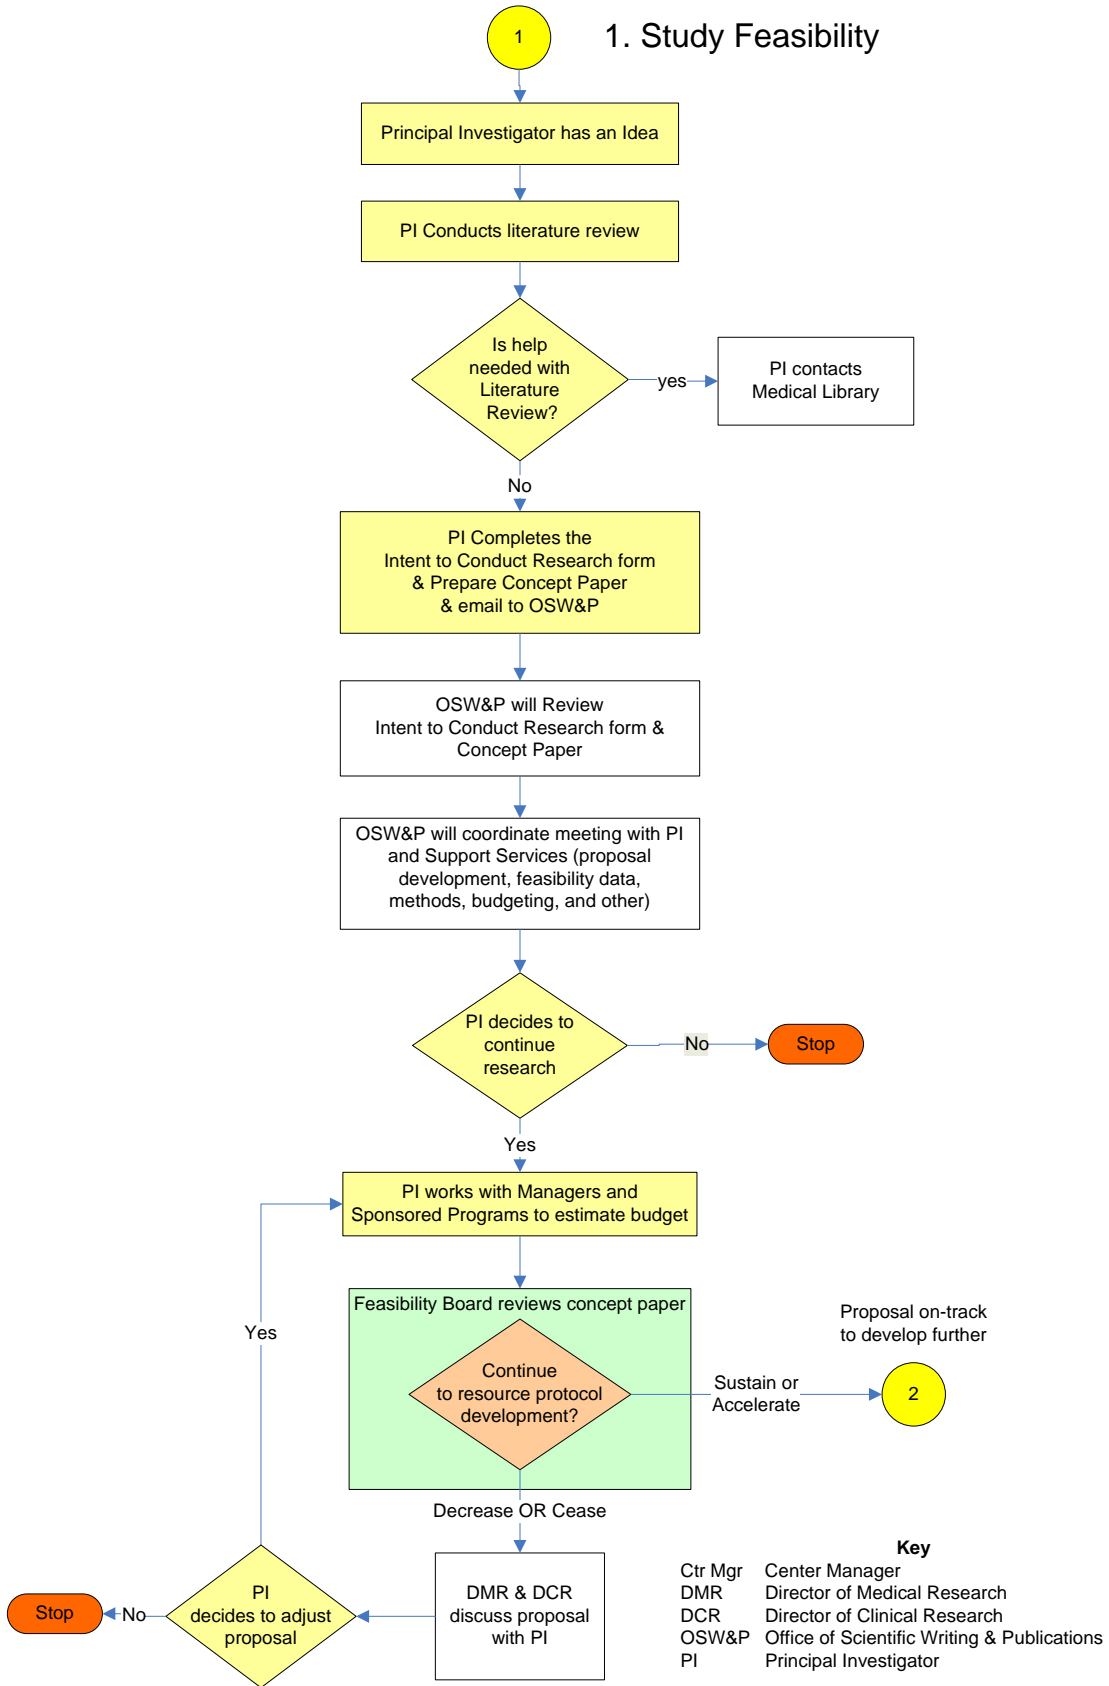 1
1. Study Feasibility
Principal Investigator has an Idea
PI Conducts literature review
Is help
needed with
Literature
Review?
yes
PI contacts
Medical Library
No
PI Completes the
Intent to Conduct Research form
& Prepare Concept Paper
& email to OSW&P
OSW&P will Review
Intent to Conduct Research form &
Concept Paper
OSW&P will coordinate meeting with PI
and Support Services (proposal
development, feasibility data,
methods, budgeting, and other)
PI decides to
continue
research
No
Stop
Yes
PI works with Managers and
Sponsored Programs to estimate budget
Feasibility Board reviews concept paper
Continue
to resource protocol
development?
Sustain or
Accelerate
Proposal on-track
to develop further
2
Yes
Decrease OR Cease
DMR & DCR
discuss proposal
with PI
PI
decides to adjust
proposal
No
Stop
Key
Ctr Mgr Center Manager
DMR Director of Medical Research
DCR Director of Clinical Research
OSW&P Office of Scientific Writing & Publications
PI Principal Investigator